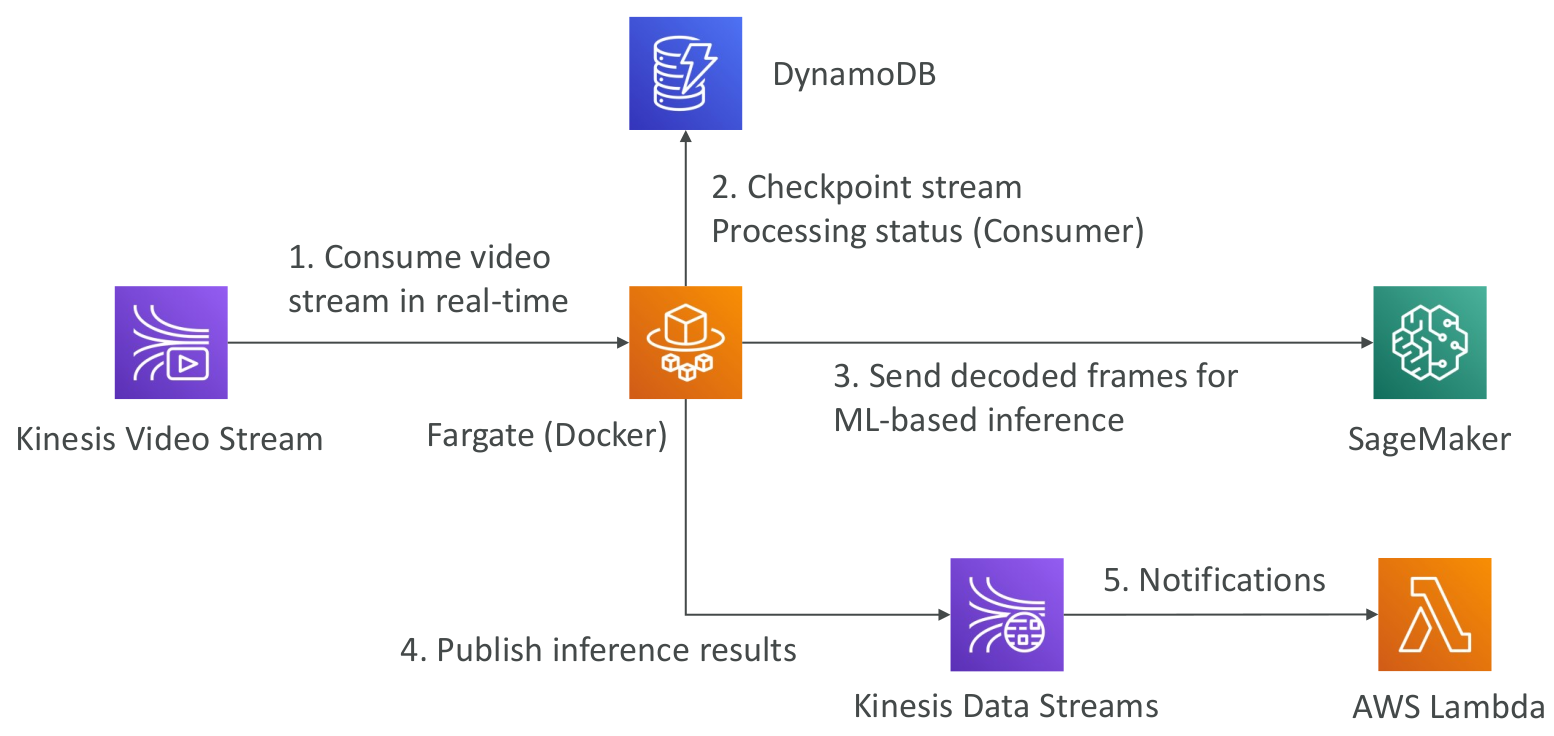 DynamoDB
2. Checkpoint stream
Processing status (Consumer)
1. Consume video
stream in real-time
3. Send decoded frames for
ML-based inference
Kinesis Video Stream
Fargate (Docker)
SageMaker
5. Notifications
4. Publish inference results
Kinesis Data Streams
AWS Lambda